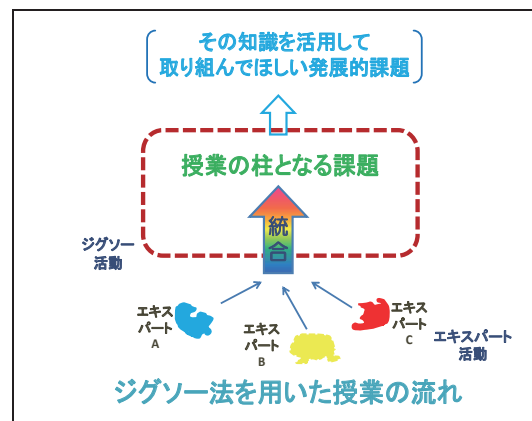 その知識を活用して
取り組んでほしい発展的課題
授業の柱となる課題
統
合
ジグソー
活動
エキス
パート
A
エキス
パート
B
エキス
パート
C
エキスパート
活動
ジグソー法を用いた授業の流れ